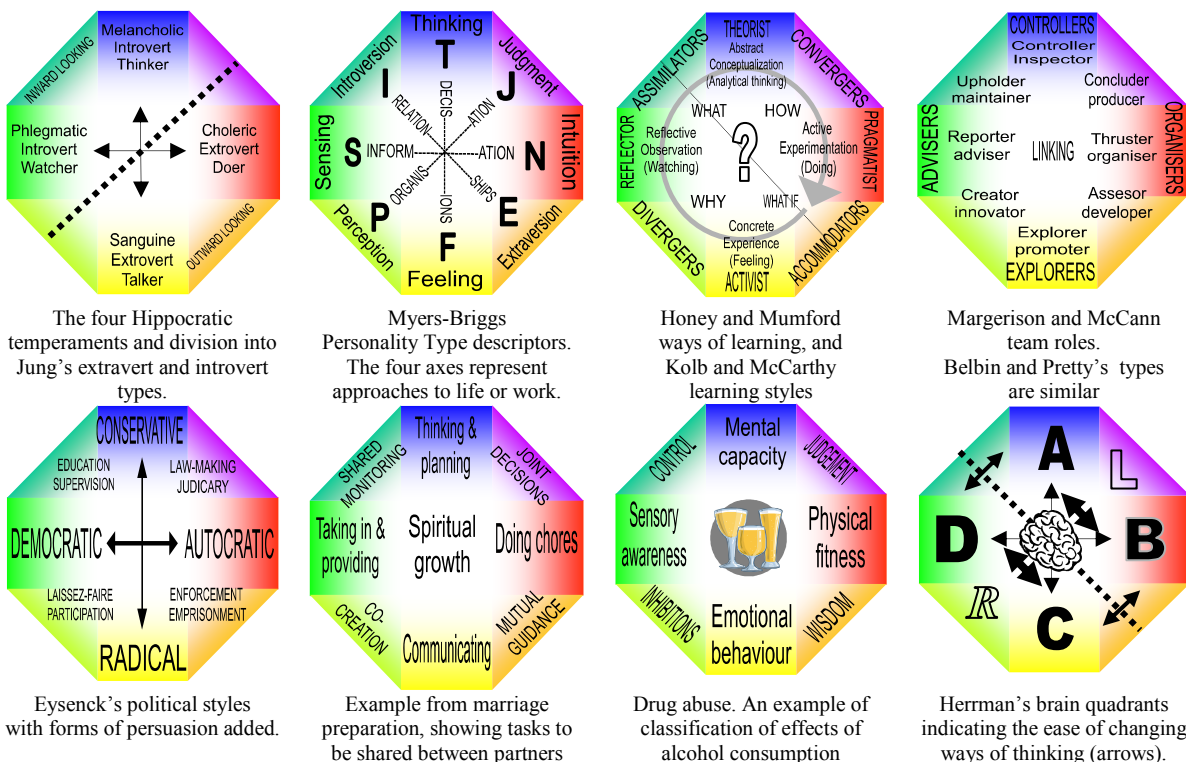 Melancholic
Introvert
Thinker
INWARD LOOKING
Phlegmatic
Introvert
Watcher
Choleric
Extrovert
Doer
Sanguine
Extrovert
Talker
OUTWARD LOOKING
The four Hippocratic
temperaments and division into
Jung's extravert and introvert
types.
Thinking
Introversion
Judgment
T
I
J
DECIS
RELATION
ATION
Sensing
S
INFORM
ATION
N
Intuition
ORGANIS
IONS
SHIPS
P
F
E
Perception
Extraversion
Feeling
Myers-Briggs
Personality Type descriptors.
The four axes represent
approaches to life or work.
THEORIST
Abstract
Conceptualization
(Analytical thinking)
ASSIMILATORS
CONVERGERS
WHAT
HOW
REFLECTOR
Reflective
Observation
(Watching)
?
Active
Experimentation
(Doing)
PRAGMATIST
WHY
WHAT IF
Concrete
Experience
(Feeling)
DIVERGERS
ACCOMMODATORS
ACTIVIST
Honey and Mumford
ways of learning, and
Kolb and McCarthy
learning styles
CONTROLLERS
Controller
Inspector
Upholder
maintainer
Concluder
producer
ADVISERS
Reporter
adviser
LINKING
Thruster
organiser
ORGANISERS
Creator
innovator
Assesor
developer
Explorer
promoter
EXPLORERS
Margerison and McCann
team roles.
Belbin and Pretty's types
are similar
CONSERVATIVE
EDUCATION
SUPERVISION
LAW-MAKING
JUDICARY
DEMOCRATIC
AUTOCRATIC
LAISSEZ-FAIRE
PARTICIPATION
ENFORCEMENT
EMPRISONMENT
RADICAL
Eysenck's political styles
with forms of persuasion added.
Thinking &
planning
SHARED
MONITORING
JOINT
DECISIONS
Taking in &
providing
Spiritual
growth
Doing chores
CO-
CREATION
MUTUAL
GUIDANCE
Communicating
Example from marriage
preparation, showing tasks to
be shared between partners
Mental
capacity
CONTROL
JUDGEMENT
Sensory
awareness
Physical
fitness
INHIBITIONS
WISDOM
Emotional
behaviour
Drug abuse. An example of
classification of effects of
alcohol consumption
A
L
D
B
R
C
Herrman's brain quadrants
indicating the ease of changing
ways of thinking (arrows).